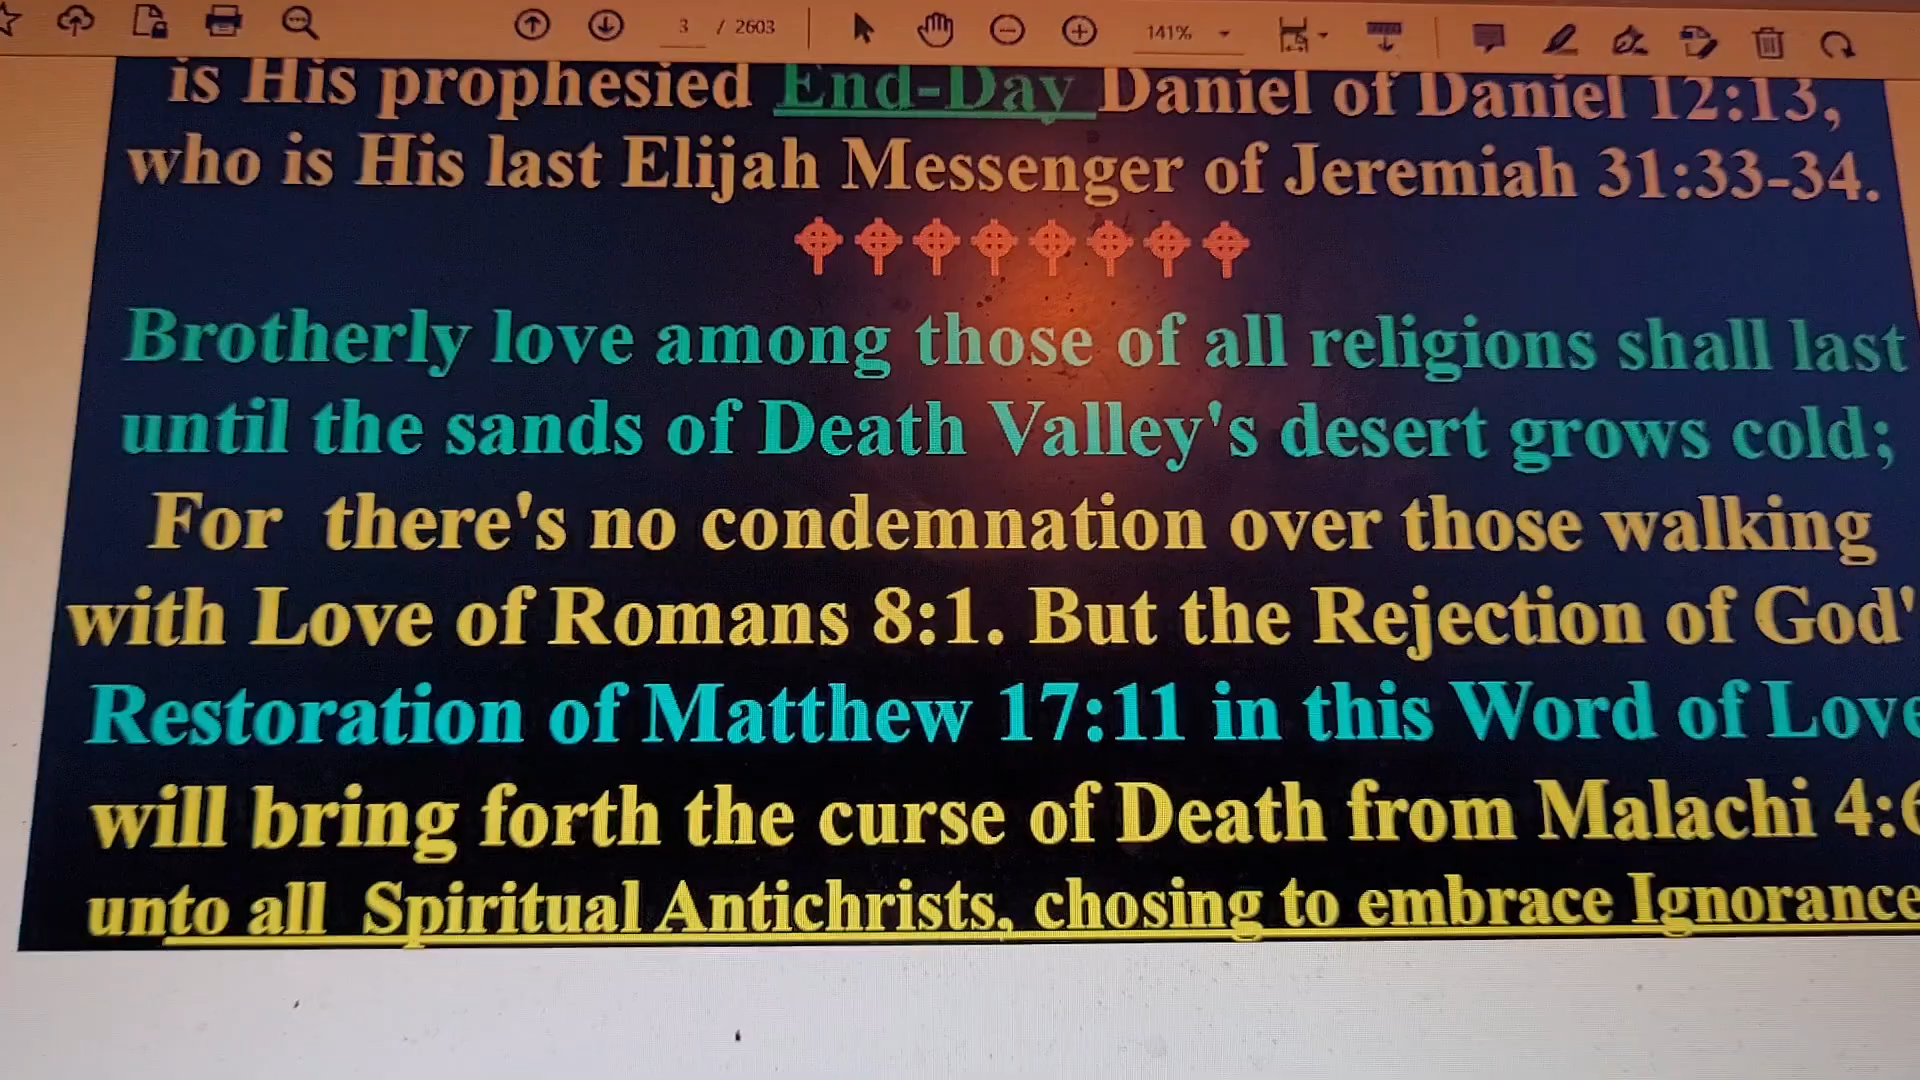 3 / 2603
141%
is His prophesied End-Day Daniel of Daniel 12:13,
who is His last Elijah Messenger of Jeremiah 31:33-34.
Brotherly love among those of all religions shall last
until the sands of Death Valley's desert grows cold;
For there's no condemnation over those walking
with Love of Romans 8:1. But the Rejection of God'
Restoration of Matthew 17:11 in this Word of Love
will bring forth the curse of Death from Malachi 4:6
unto all Spiritual Antichrists, chosing to embrace Ignorance